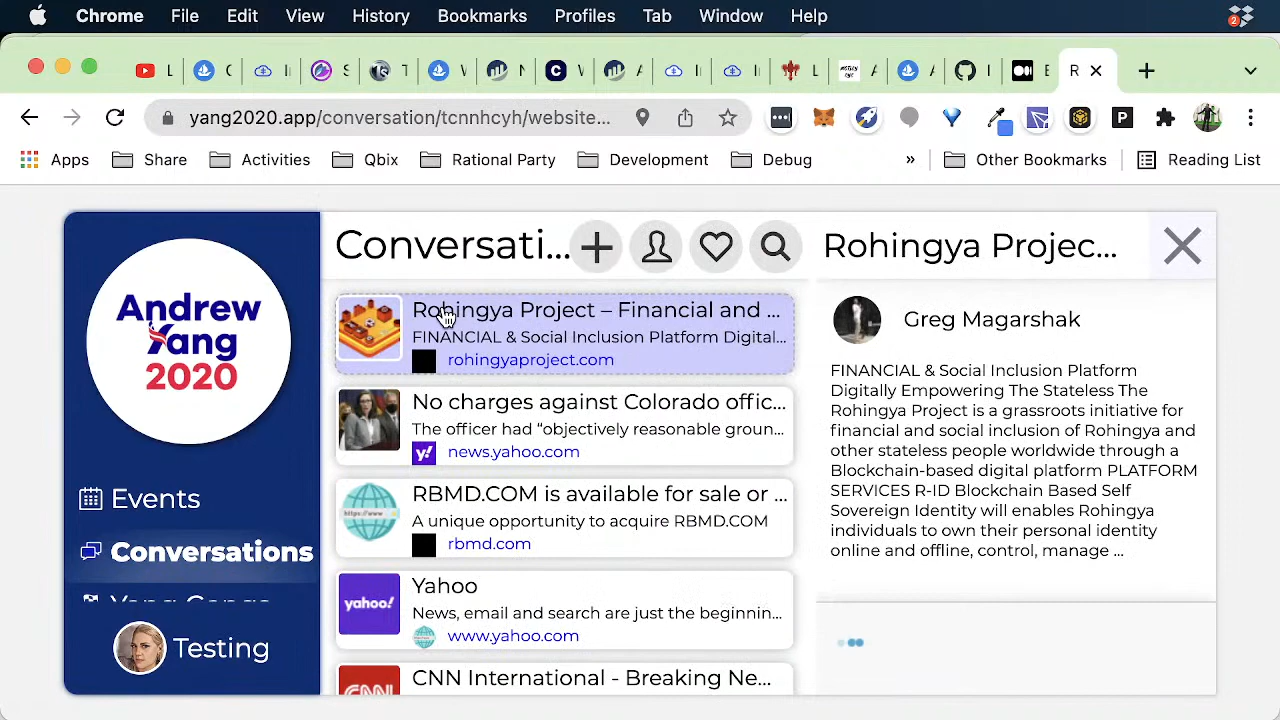 Chrome File Edit View History Bookmarks Profiles Tab Window Help
2
yang2020.app/conversation/tcnnhcyh/website...
Apps Share Activities Qbix Rational Party Development Debug » Other Bookmarks Reading List
Andrew
Yang
2020
Events
Conversations
Testing
Conversati...
Rohingya Project – Financial and ...
FINANCIAL & Social Inclusion Platform Digital...
rohingyaproject.com
No charges against Colorado offic...
The officer had “objectively reasonable groun...
y!
news.yahoo.com
https://www
RBMD.COM is available for sale or ...
A unique opportunity to acquire RBMD.COM
rbmd.com
yahoo!
Yahoo
News, email and search are just the beginnin...
www.yahoo.com
CNN
CNN International - Breaking Ne...
Rohingya Projec...
Greg Magarshak
FINANCIAL & Social Inclusion Platform
Digitally Empowering The Stateless The
Rohingya Project is a grassroots initiative for
financial and social inclusion of Rohingya and
other stateless people worldwide through a
Blockchain-based digital platform PLATFORM
SERVICES R-ID Blockchain Based Self
Sovereign Identity will enables Rohingya
individuals to own their personal identity
online and offline, control, manage ...